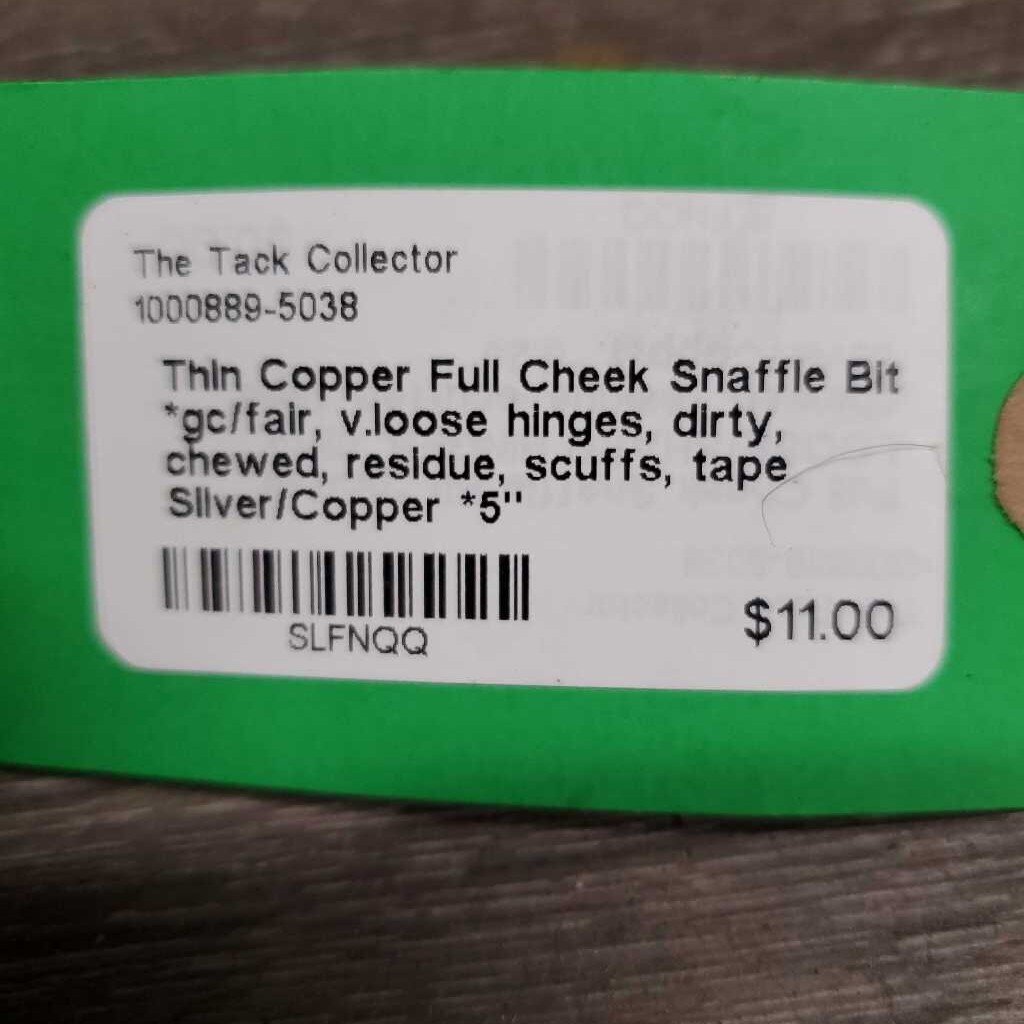 The Tack Collector
1000889-5038
Thin Copper Full Cheek Snaffle Bit
*gc/fair, v.loose hinges, dirty,
chewed, residue, scuffs, tape
Silver/Copper *5"
SLFNQQ
$11.00